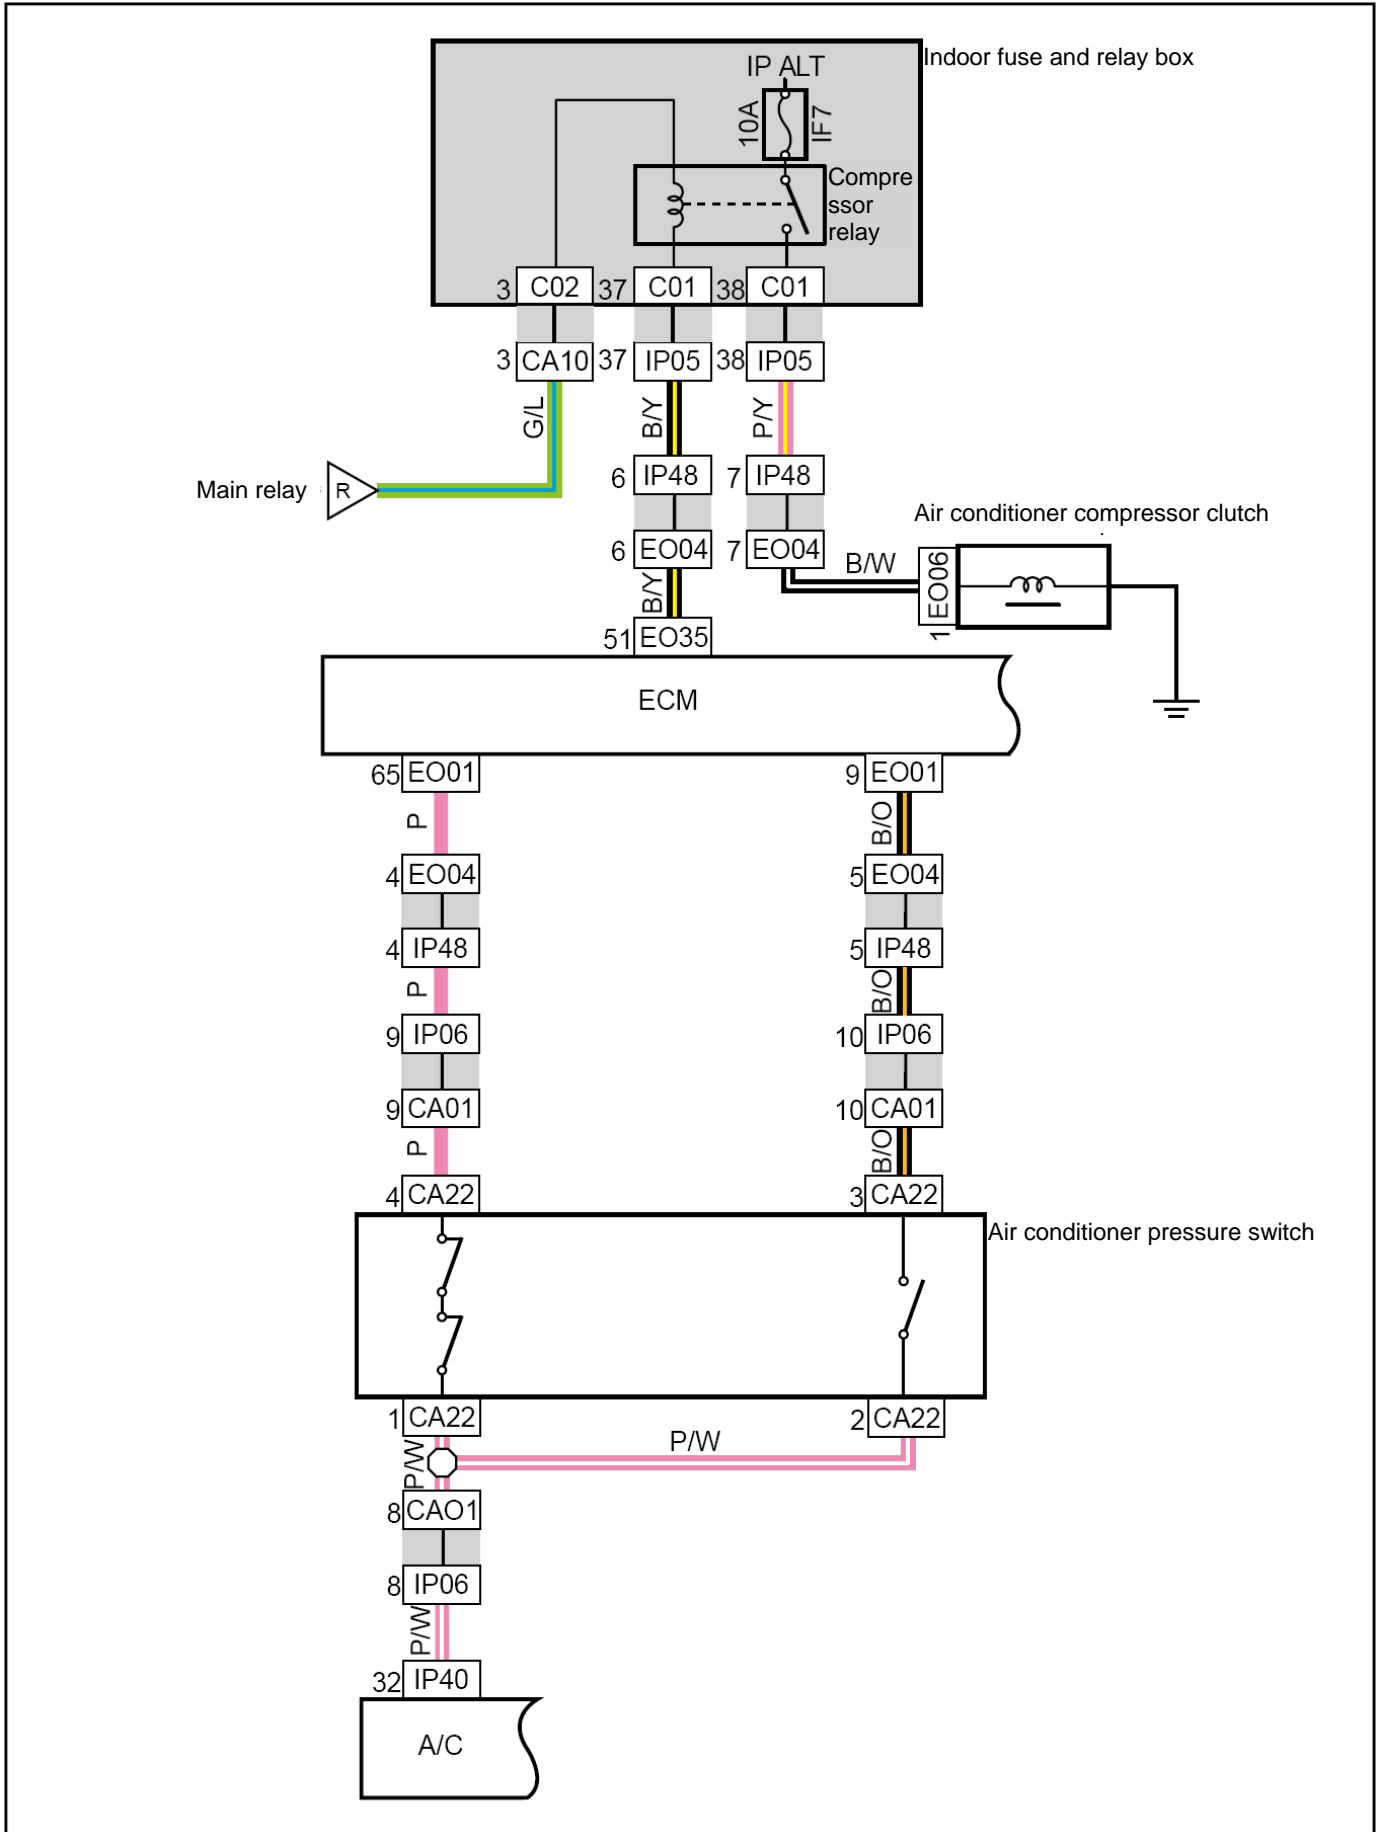 Indoor fuse and relay box
IP ALT
10A
IF7
Compre
ssor
relay
3 C02 37 C01 38 C01
3 CA10 37 IP05 38 IP05
G/L B/Y P/Y
6 IP48 7 IP48
Main relay R
Air conditioner compressor clutch
6 EO04 7 EO04
B/W
1 EO06
B/Y
51 EO35
ECM
65 EO01 9 EO01
P B/O
4 EO04 5 EO04
4 IP48 5 IP48
P B/O
9 IP06 10 IP06
9 CA01 10 CA01
P B/O
4 CA22 3 CA22
Air conditioner pressure switch
1 CA22 2 CA22
P/W P/W
8 CAO1
8 IP06
P/W
32 IP40
A/C